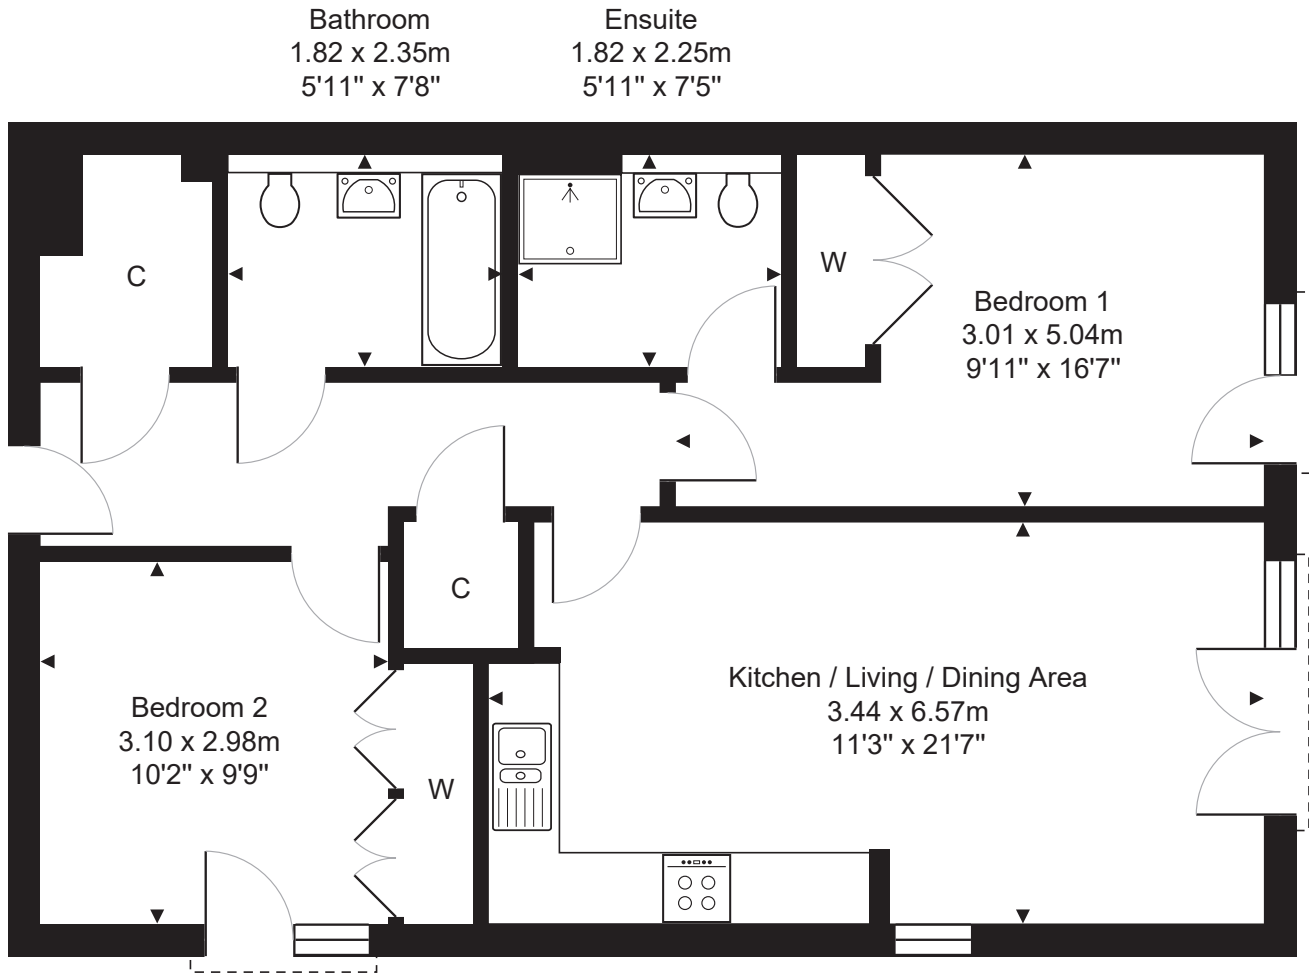 Bathroom
1.82 x 2.35m
5'11" x 7'8"
Ensuite
1.82 x 2.25m
5'11" x 7'5"
C
W
Bedroom 1
3.01 x 5.04m
9'11" x 16'7"
C
Bedroom 2
3.10 x 2.98m
10'2" x 9'9"
W
Kitchen / Living / Dining Area
3.44 x 6.57m
11'3" x 21'7"